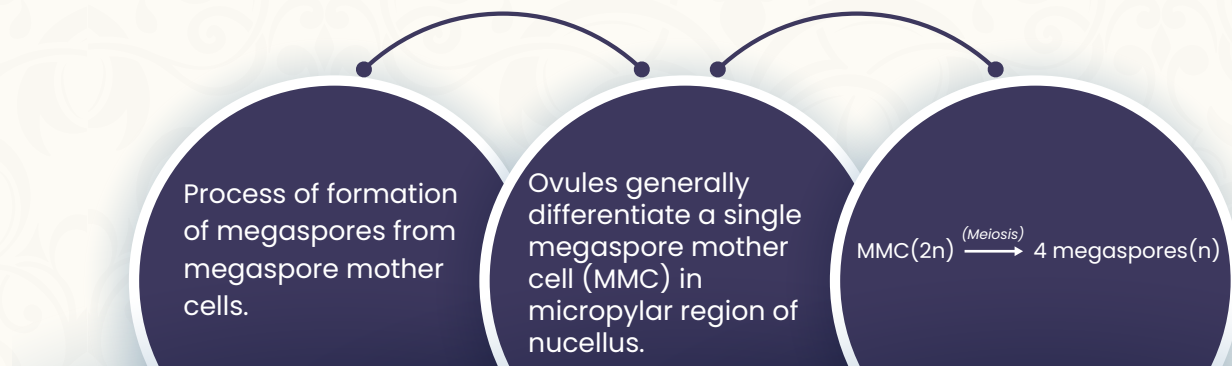 Process of formation
of megaspores from
megaspore mother
cells.
Ovules generally
differentiate a single
megaspore mother
cell (MMC) in
micropylar region of
nucellus.
(Meiosis)
MMC(2n) ⟶ 4 megaspores(n)